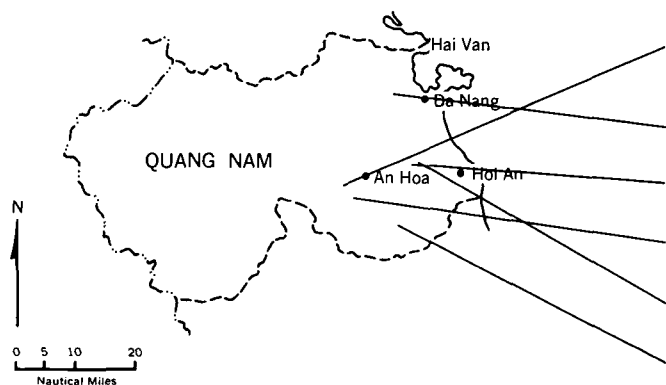 Hai Van
Da Nang
QUANG NAM
An Hoa
Hoi An
N
0 5 10 20
Nautical Miles